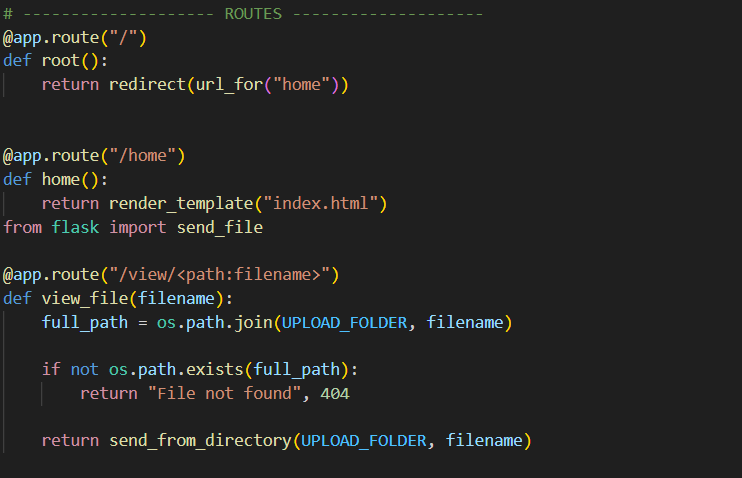 # -------------------- ROUTES --------------------
@app.route("/")
def root():
    return redirect(url_for("home"))
@app.route("/home")
def home():
    return render_template("index.html")
from flask import send_file
@app.route("/view/<path:filename>")
def view_file(filename):
    full_path = os.path.join(UPLOAD_FOLDER, filename)
    if not os.path.exists(full_path):
        return "File not found", 404
    return send_from_directory(UPLOAD_FOLDER, filename)